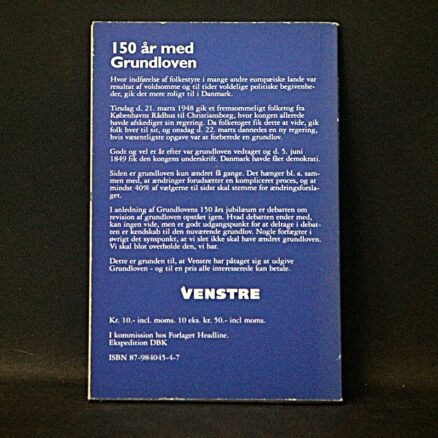 150 år med
Grundloven
Hvor indførelse af folkestyre i mange andre europæiske lande var
resultat af voldsomme og til tider voldelige politiske begivenhe-
der, gik det mere roligt til i Danmark.
Tirsdag d. 21. marts 1948 gik et fremsommeligt folketog fra
Københavns Rådhus til Christiansborg, hvor kongen allerede
havde afskediget sin regering. Da folketoget fik dette at vide, gik
folk hver til sit, og onsdag d. 22. marts dannedes en ny regering,
hvis væsentligste opgave var at forberede en grundlov.
Godt og vel et år efter var grundloven vedtaget og d. 5. juni
1849 fik den kongens underskrift. Danmark havde fået demokrati.
Siden er grundloven kun ændret få gange. Det hænger bl. a. sam-
men med, at ændringer forudsætter en kompliceret proces, og at
mindst 40% af vælgerne til sidst skal stemme for ændringsforsla-
get.
I anledning af Grundlovens 150 års jubilæum er debatten om
revision af grundloven opstået igen. Hvad debatten ender med,
kan ingen vide, men et godt udgangspunkt for at deltage i debat-
ten er kendskab til den nuværende grundlov. Nogle forfægter i
øvrigt det synspunkt, at vi slet ikke skal have ændret grundloven.
Vi skal blot overholde den, vi har.
Dette er grunden til, at Venstre har påtaget sig at udgive
Grundloven - og til en pris alle interesserede kan betale.
VENSTRE
Kr. 10.- incl. moms. 10 eks. kr. 50.- incl moms.
I kommission hos Forlaget Headline.
Ekspedition DBK
ISBN 87-984045-4-7